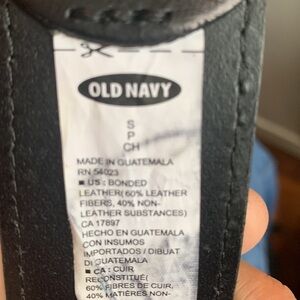 OLD NAVY
S
P
CH
MADE IN GUATEMALA
RN 54023
■ US: BONDED
LEATHER( 60% LEATHER
FIBERS, 40% NON-
LEATHER SUBSTANCES)
CA 17897
HECHO EN GUATEMALA
CON INSUMOS
IMPORTADOS / DIBUAT
DI GUATEMALA
■ CA : CUIR
RECONSTITUÉ(
60% FIBRES DE CUIR,
40% MATIÈRES NON-